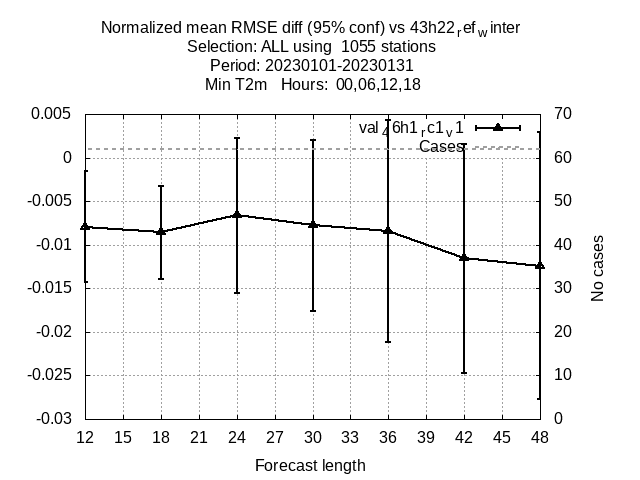 Normalized mean RMSE diff (95% conf) vs 43h22refwinter
Selection: ALL using 1055 stations
Period: 20230101-20230131
Min T2m Hours: 00,06,12,18
0.005
0
-0.005
-0.01
-0.015
-0.02
-0.025
-0.03
val46h1rc1v1
Cases
70
60
50
40
30
20
10
0
No cases
12 15 18 21 24 27 30 33 36 39 42 45 48
Forecast length